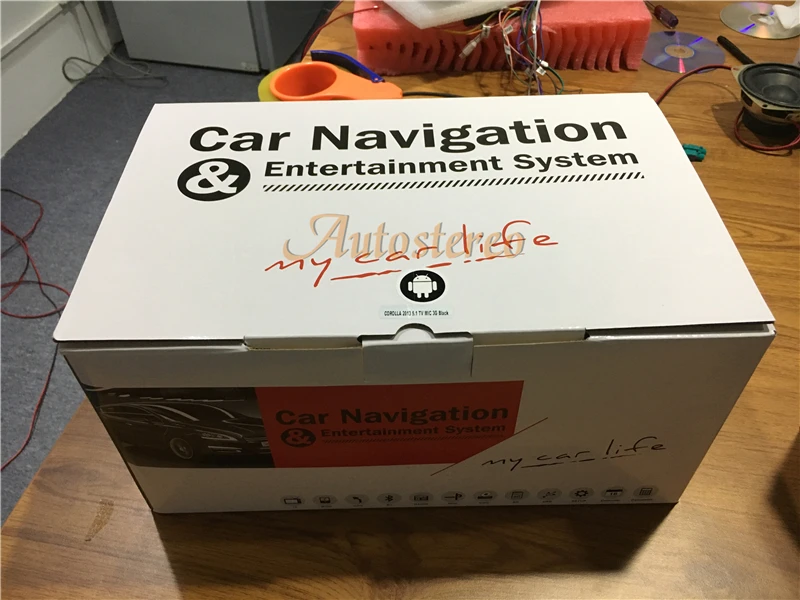 Car Navigation
& Entertainment System
Autostereo
my car life
COROLLA 2013 5.1 TV MIC 3G Black
Car Navigation
& Entertainment System
my car life